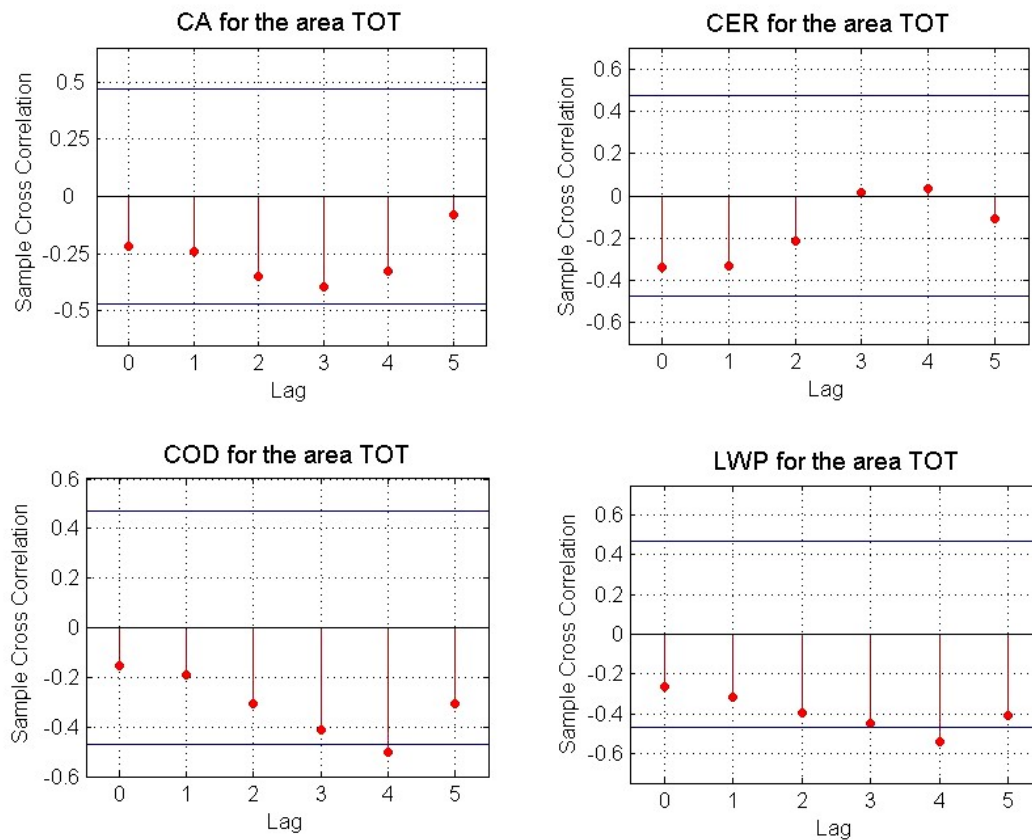 CA for the area TOT
Sample Cross Correlation
0.5
0.25
0
-0.25
-0.5
0 1 2 3 4 5
Lag
CER for the area TOT
Sample Cross Correlation
0.6
0.4
0.2
0
-0.2
-0.4
-0.6
0 1 2 3 4 5
Lag
COD for the area TOT
Sample Cross Correlation
0.6
0.4
0.2
0
-0.2
-0.4
-0.6
0 1 2 3 4 5
Lag
LWP for the area TOT
Sample Cross Correlation
0.6
0.4
0.2
0
-0.2
-0.4
-0.6
0 1 2 3 4 5
Lag